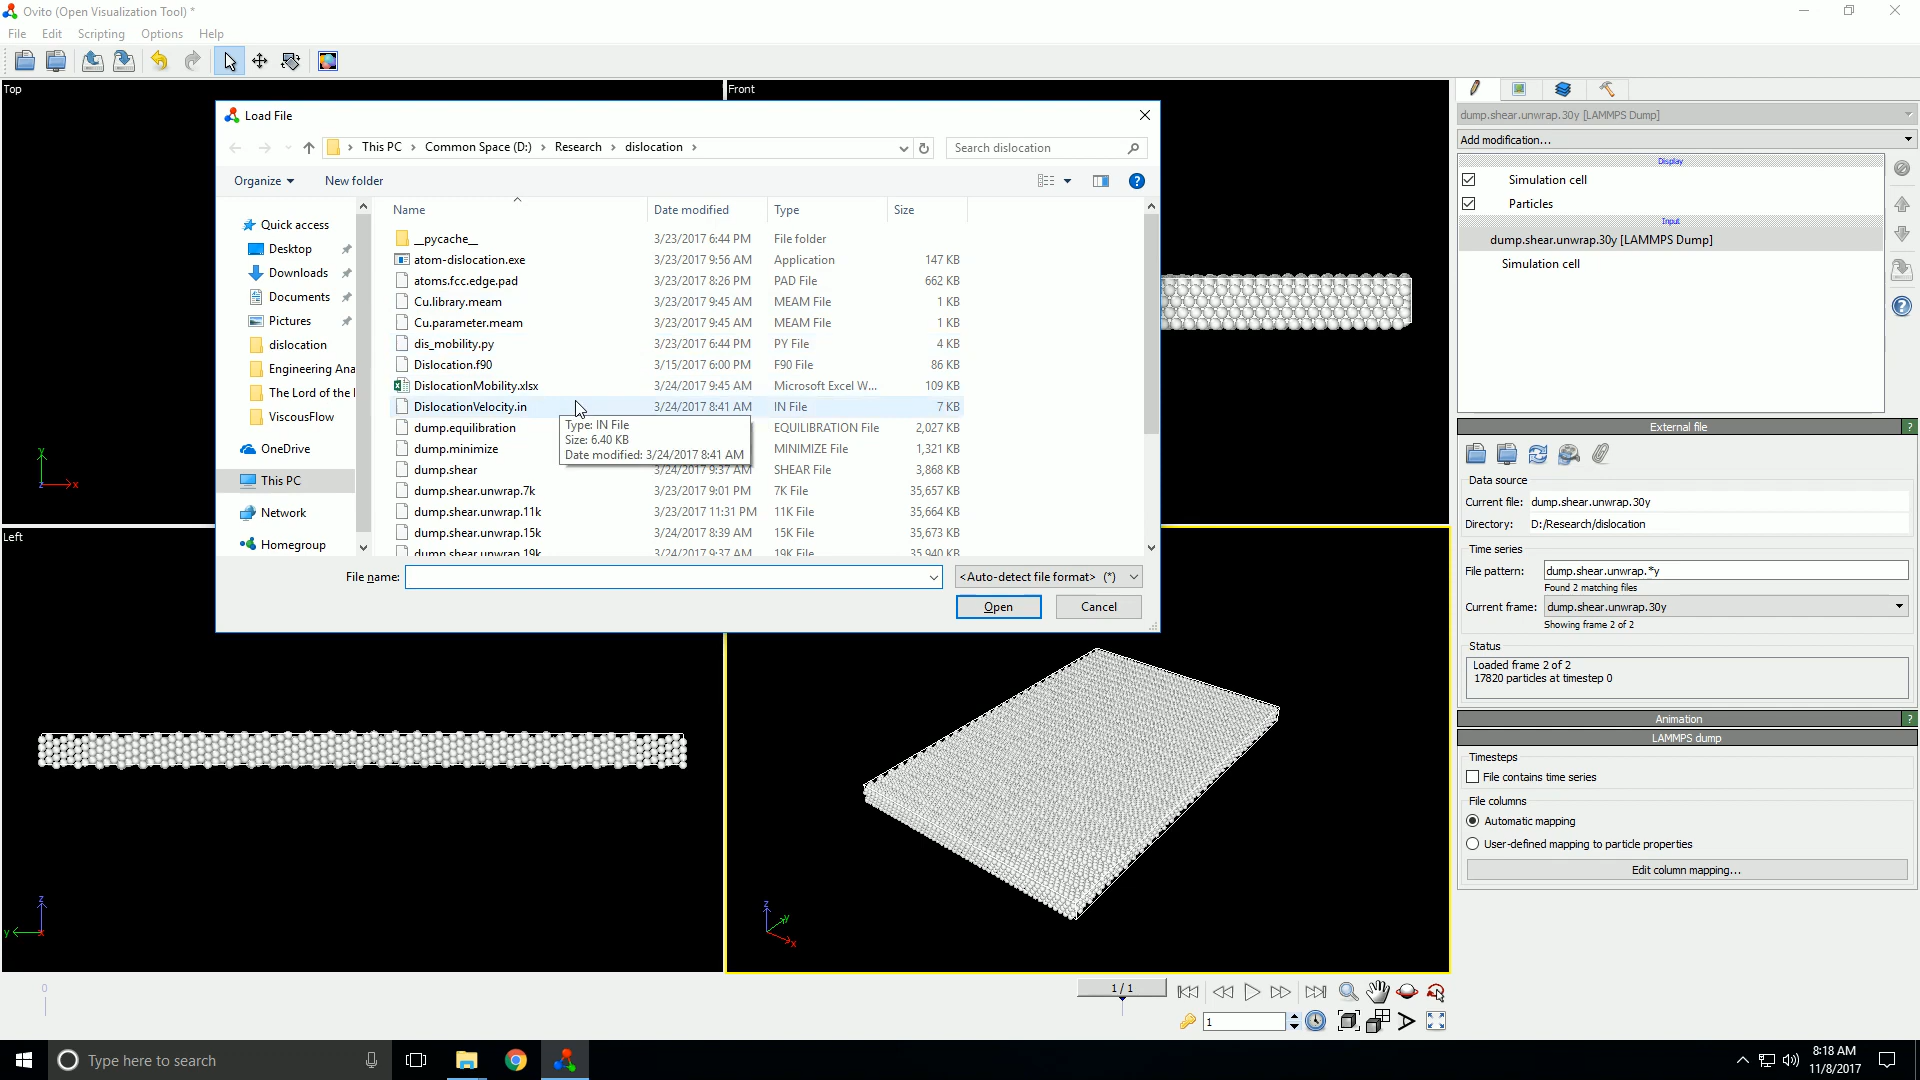 Ovito (Open Visualization Tool) *
File Edit Scripting Options Help
Top
Front
Left
Load File
This PC Common Space (D:) Research dislocation
Search dislocation
Organize New folder
Name Date modified Type Size
Quick access
Desktop
Downloads
Documents
Pictures
dislocation
Engineering Ana
The Lord of the
ViscousFlow
OneDrive
This PC
Network
Homegroup
__pycache__ 3/23/2017 6:44 PM File folder
atom-dislocation.exe 3/23/2017 9:56 AM Application 147 KB
atoms.fcc.edge.pad 3/23/2017 8:26 PM PAD File 662 KB
Cu.library.meam 3/23/2017 9:45 AM MEAM File 1 KB
Cu.parameter.meam 3/23/2017 9:45 AM MEAM File 1 KB
dis_mobility.py 3/23/2017 6:44 PM PY File 4 KB
Dislocation.f90 3/15/2017 6:00 PM F90 File 86 KB
DislocationMobility.xlsx 3/24/2017 9:45 AM Microsoft Excel W... 109 KB
DislocationVelocity.in 3/24/2017 8:41 AM IN File 7 KB
dump.equilibration EQUILIBRATION File 2,027 KB
dump.minimize MINIMIZE File 1,321 KB
dump.shear 3/24/2017 9:37 AM SHEAR File 3,868 KB
dump.shear.unwrap.7k 3/23/2017 9:01 PM 7K File 35,657 KB
dump.shear.unwrap.11k 3/23/2017 11:31 PM 11K File 35,664 KB
dump.shear.unwrap.15k 3/24/2017 8:39 AM 15K File 35,673 KB
dump.shear.unwrap.19k 3/24/2017 9:37 AM 19K File 35,940 KB
Type: IN File
Size: 6.40 KB
Date modified: 3/24/2017 8:41 AM
File name: <Auto-detect file format> (*)
Open Cancel
dump.shear.unwrap.30y [LAMMPS Dump]
Add modification...
Display
Simulation cell
Particles
Input
dump.shear.unwrap.30y [LAMMPS Dump]
Simulation cell
External file ?
Data source
Current file: dump.shear.unwrap.30y
Directory: D:/Research/dislocation
Time series
File pattern: dump.shear.unwrap.*y
Found 2 matching files
Current frame: dump.shear.unwrap.30y
Showing frame 2 of 2
Status
Loaded frame 2 of 2
17820 particles at timestep 0
Animation ?
LAMMPS dump
Timesteps
File contains time series
File columns
Automatic mapping
User-defined mapping to particle properties
Edit column mapping...
y
z x
z
y x
z
y
x
0
1 / 1
1
Type here to search
8:18 AM
11/8/2017